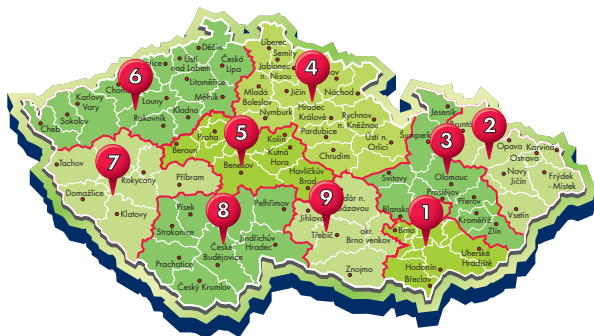 Děčín
Liberec
Semily
Ústí
nad Labem
Česká
Lípa
Jablonec
n. Nisou
6
4
Litoměřice
Karlovy
Vary
Louny
Mělník
Mladá
Boleslav
Jičín
Náchod
Sokolov
Kladno
Nymburk
Hradec
Králové
Rychnov
n. Kněžnou
Jeseník
Cheb
Rakovník
Praha
5
Kolín
Pardubice
Ústí n.
Orlicí
Šumperk
2
3
Opava
Karviná
Ostrava
Beroun
Kutná
Hora
Chrudim
Tachov
7
Benešov
Rokycany
Příbram
Havlíčkův
Brod
Svitavy
Olomouc
Nový
Jičín
Frýdek
- Místek
Domažlice
Prostějov
Přerov
Klatovy
Písek
8
Pelhřimov
9
Jihlava
Blansko
1
Kroměříž
Vsetín
Strakonice
Třebíč
okr.
Brno venkov
Brno
Zlín
České
Budějovice
Jindřichův
Hradec
Prachatice
Znojmo
Hodonín
Uherské
Hradiště
Břeclav
Český Krumlov